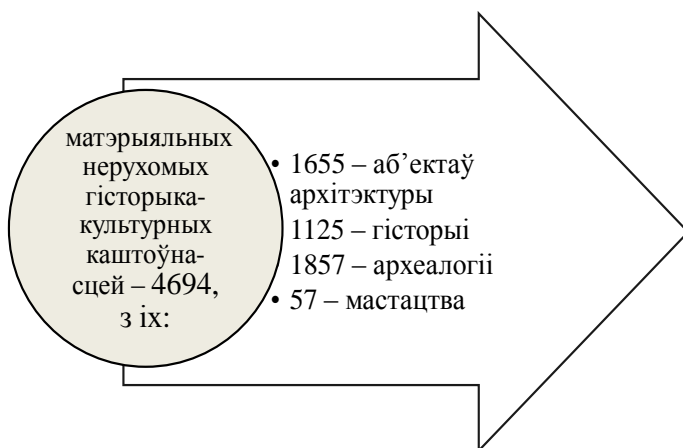 матэрыяльных
нерухомых
гісторыка-
культурных
каштоўна-
сцей – 4694,
з іх:
• 1655 – аб’ектаў
архітэктуры
1125 – гісторыі
1857 – археалогіі
• 57 – мастацтва